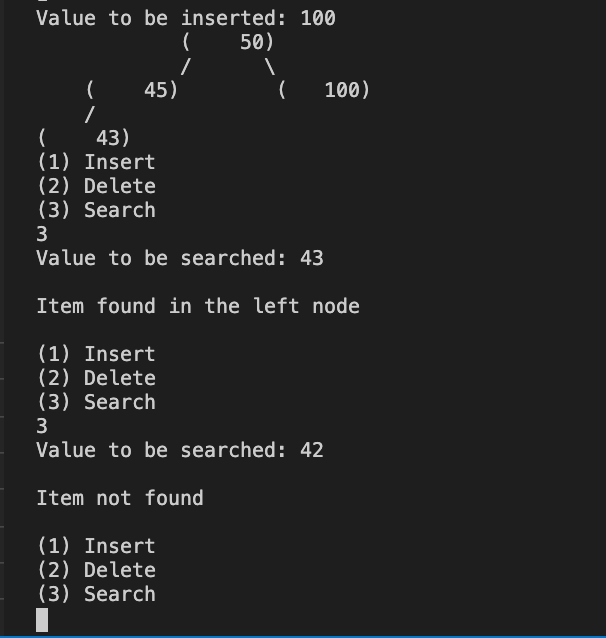 Value to be inserted: 100
(    50)
/      \
(    45)        (   100)
/
(    43)
(1) Insert
(2) Delete
(3) Search
3
Value to be searched: 43
Item found in the left node
(1) Insert
(2) Delete
(3) Search
3
Value to be searched: 42
Item not found
(1) Insert
(2) Delete
(3) Search